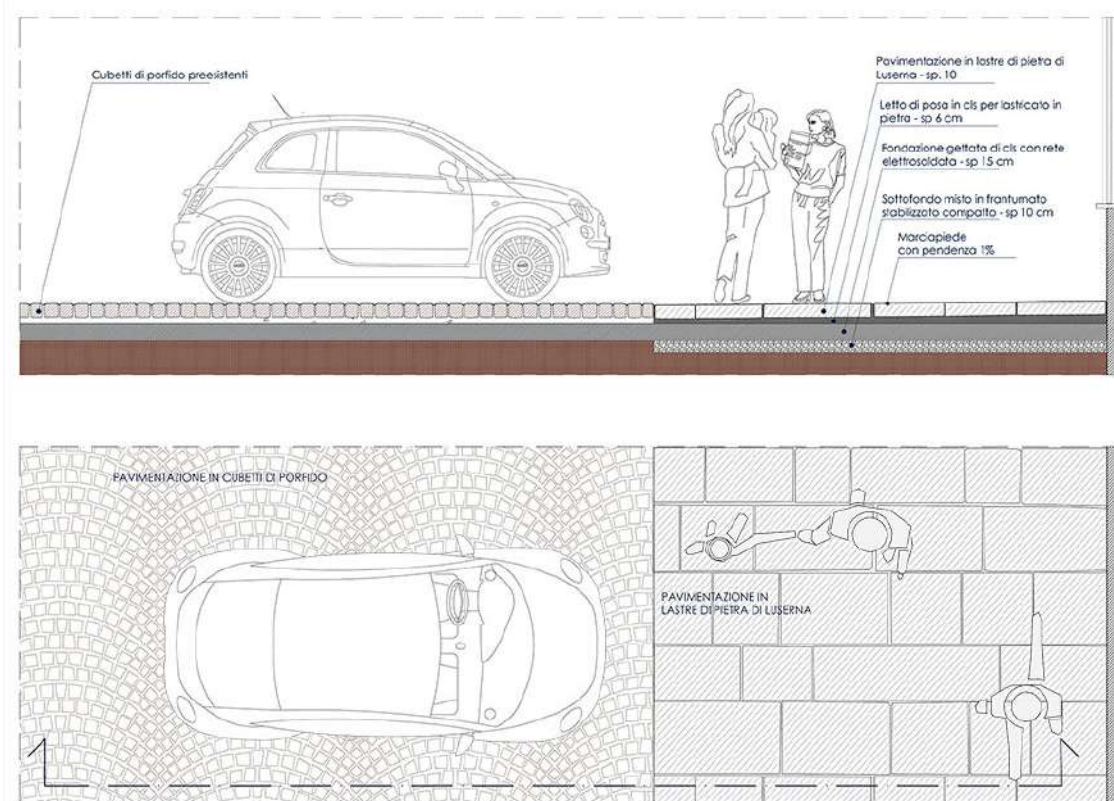 Cubetti di porfido preesistenti
Pavimentazione in lastre di pietra di
Luserna - sp. 10
Letto di posa in cls per lastricato in
pietra - sp 6 cm
Fondazione gettata di cls con rete
elettrosaldata - sp 15 cm
Sottofondo misto in frantumato
stabilizzato compatto - sp 10 cm
Marciapiede
con pendenza 1%
PAVIMENTAZIONE IN CUBETTI DI PORFIDO
PAVIMENTAZIONE IN
LASTRE DI PIETRA DI LUSERNA